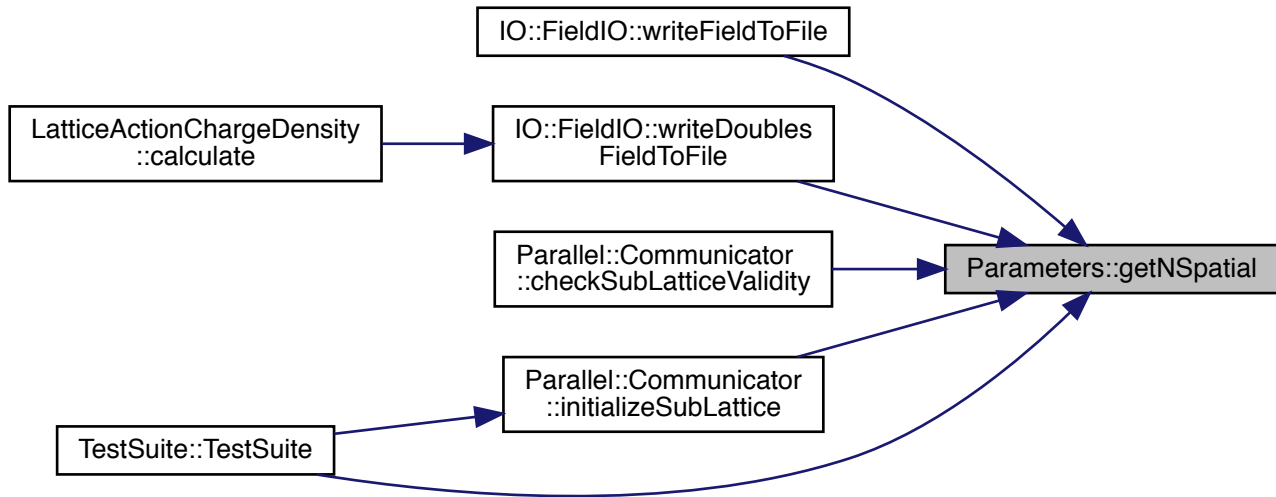 IO::FieldIO::writeFieldToFile
LatticeActionChargeDensity
::calculate
IO::FieldIO::writeDoubles
FieldToFile
Parallel::Communicator
::checkSubLatticeValidity
Parameters::getNSpatial
Parallel::Communicator
::initializeSubLattice
TestSuite::TestSuite